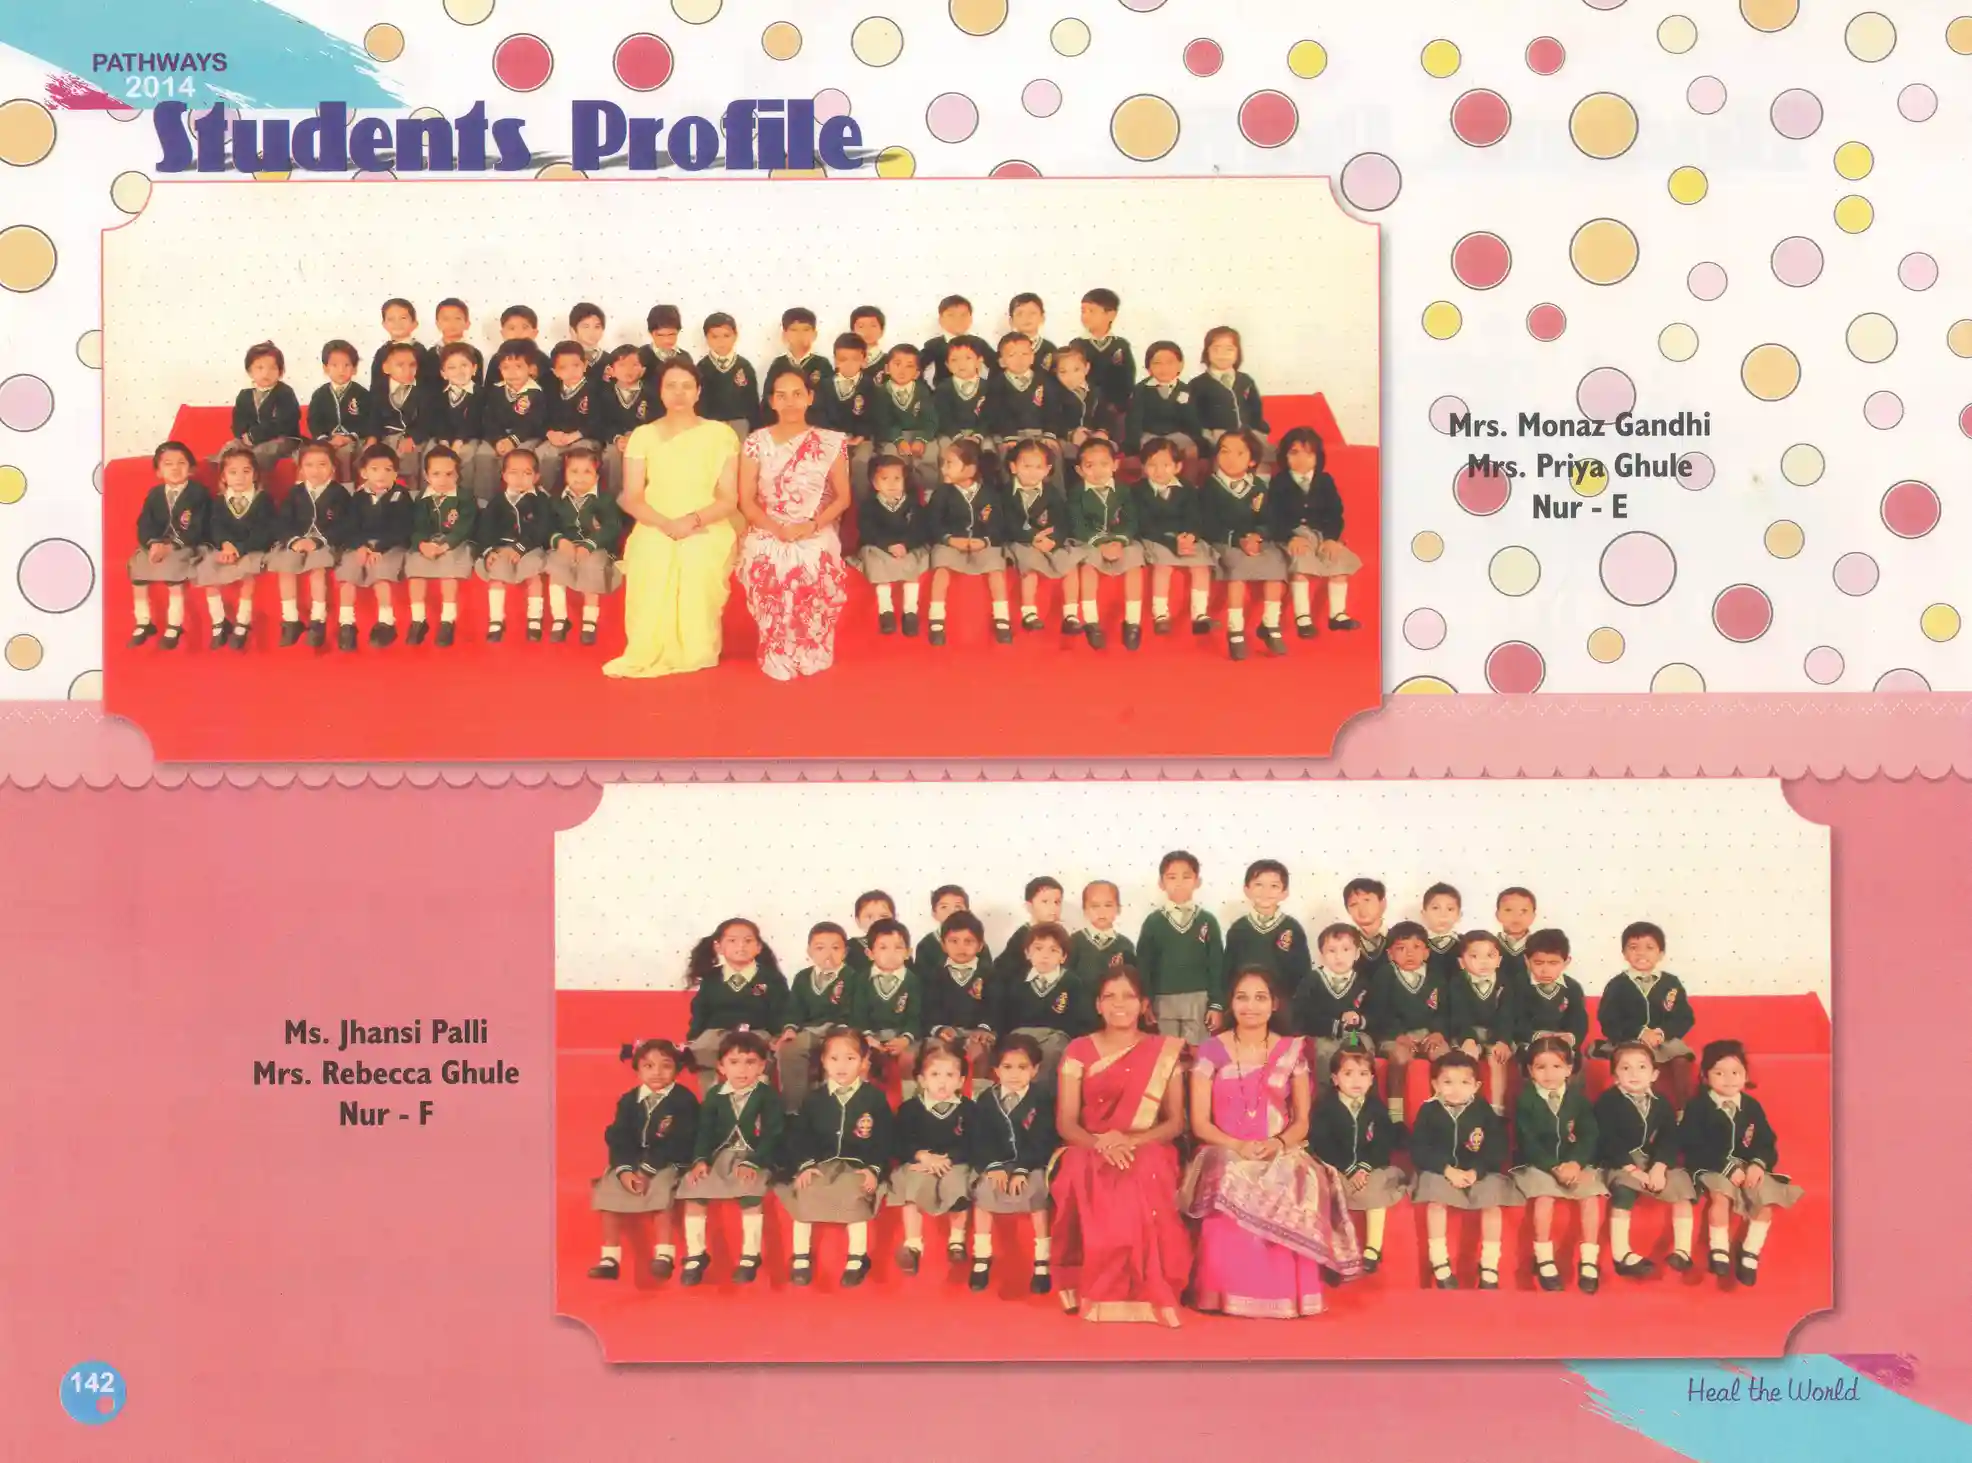 PATHWAYS
2014
Students Profile
Mrs. Monaz Gandhi
Mrs. Priya Ghule
Nur - E
Ms. Jhansi Palli
Mrs. Rebecca Ghule
Nur - F
142
Heal the World